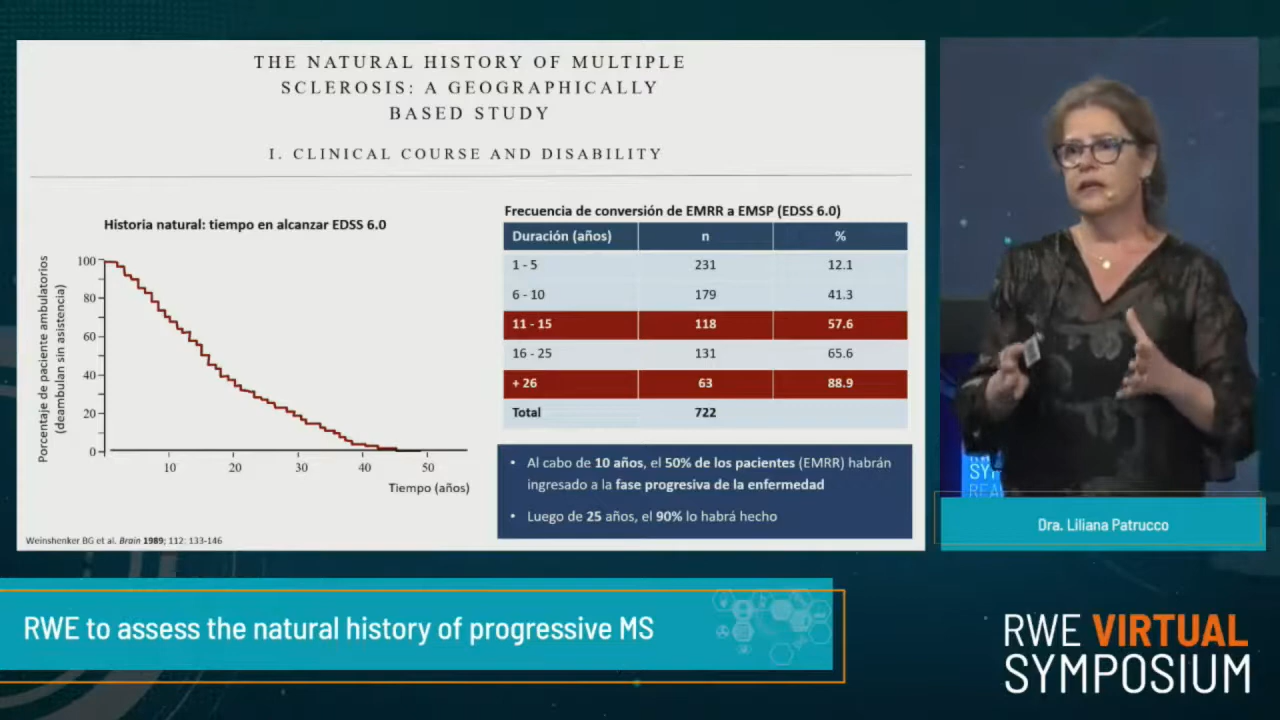 THE NATURAL HISTORY OF MULTIPLE
SCLEROSIS: A GEOGRAPHICALLY
BASED STUDY
I. CLINICAL COURSE AND DISABILITY
Historia natural: tiempo en alcanzar EDSS 6.0
Porcentaje de paciente ambulatorios
(deambulan sin asistencia)
100
80
60
40
20
0
10 20 30 40 50
Tiempo (años)
Weinshenker BG et al. Brain 1989; 112: 133-146
Frecuencia de conversión de EMRR a EMSP (EDSS 6.0)
Duración (años) n %
1 - 5 231 12.1
6 - 10 179 41.3
11 - 15 118 57.6
16 - 25 131 65.6
+ 26 63 88.9
Total 722
• Al cabo de 10 años, el 50% de los pacientes (EMRR) habrán
ingresado a la fase progresiva de la enfermedad
• Luego de 25 años, el 90% lo habrá hecho
Dra. Liliana Patrucco
RWE to assess the natural history of progressive MS
RWE VIRTUAL
SYMPOSIUM